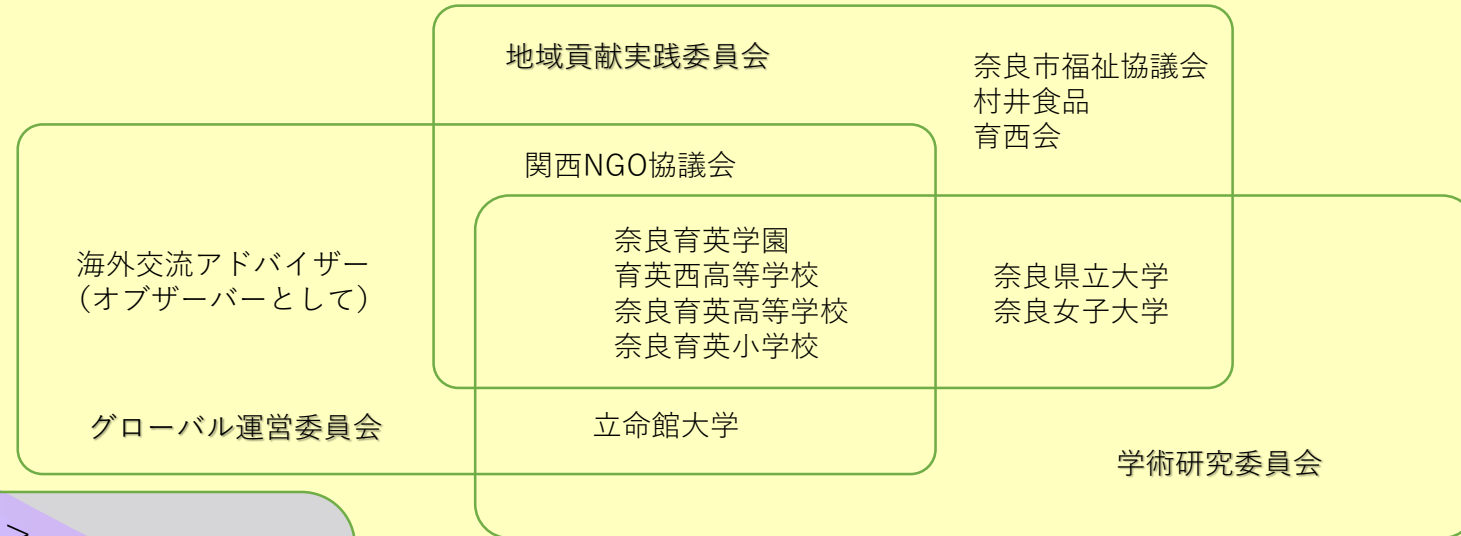 地域貢献実践委員会
奈良市福祉協議会
村井食品
育西会
関西NGO協議会
奈良育英学園
育英西高等学校
奈良育英高等学校
奈良育英小学校
海外交流アドバイザー
（オブザーバーとして）
奈良県立大学
奈良女子大学
グローバル運営委員会
立命館大学
学術研究委員会